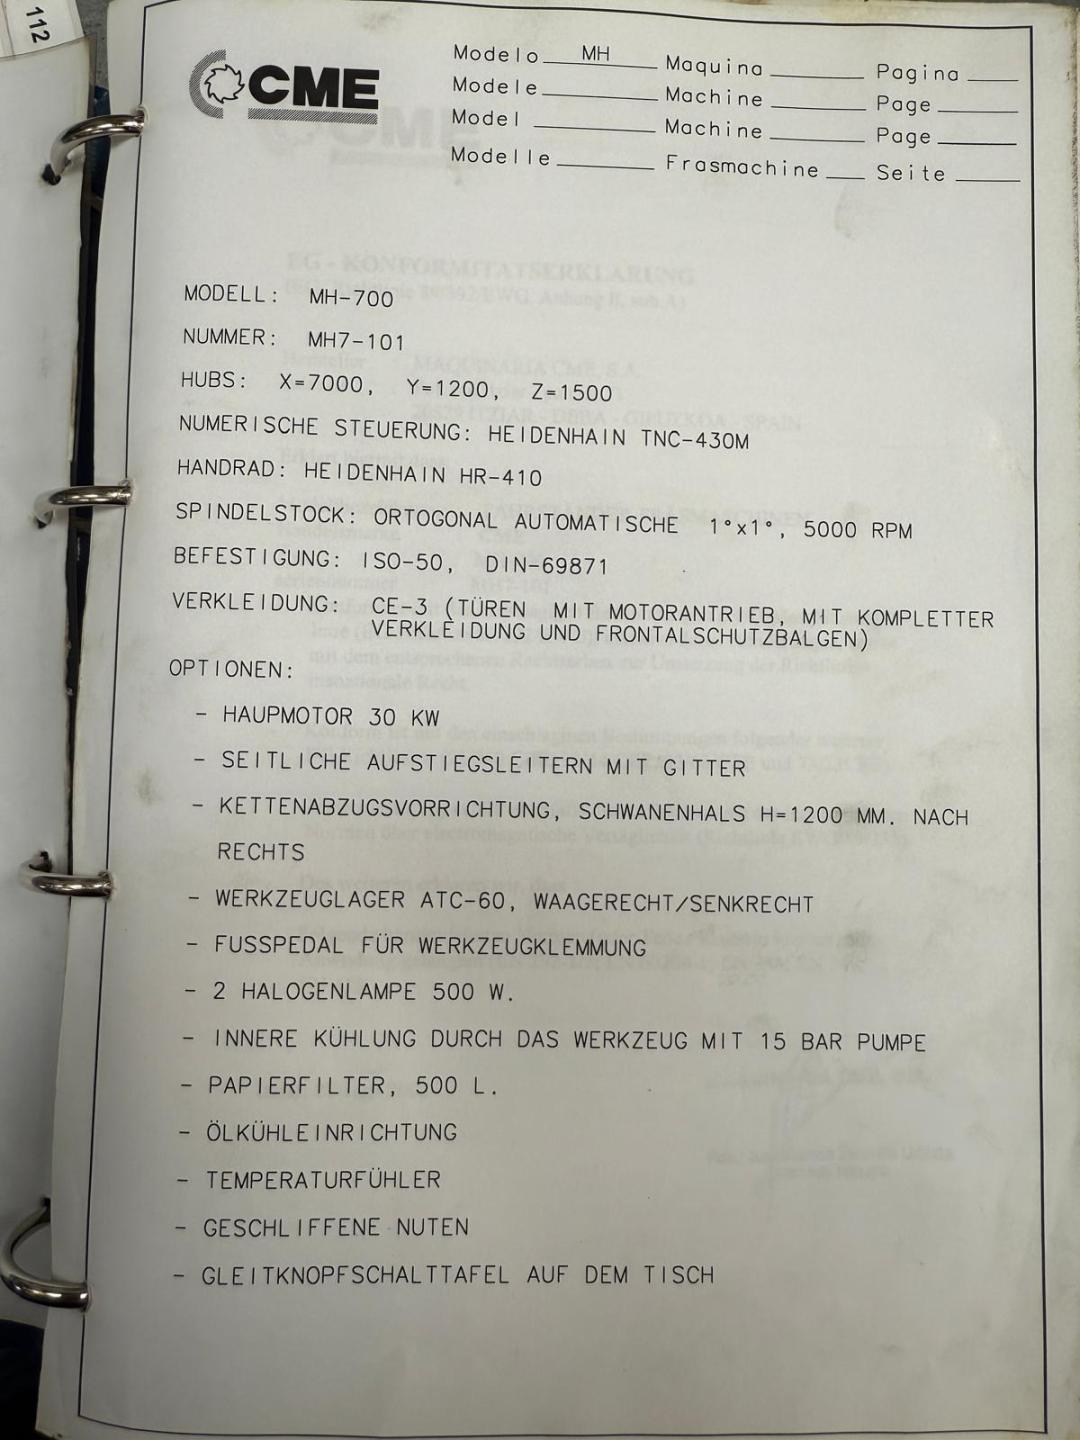 112
CME
Modelo MH Maquina Pagina
Modele Machine Page
Model Machine Page
Modelle Frasmachine Seite
MODELL: MH-700
NUMMER: MH7-101
HUBS: X=7000, Y=1200, Z=1500
NUMERISCHE STEUERUNG: HEIDENHAIN TNC-430M
HANDRAD: HEIDENHAIN HR-410
SPINDELSTOCK: ORTOGONAL AUTOMATISCHE 1°x1°, 5000 RPM
BEFESTIGUNG: ISO-50, DIN-69871
VERKLEIDUNG: CE-3 (TÜREN MIT MOTORANTRIEB, MIT KOMPLETTER
VERKLEIDUNG UND FRONTALSCHUTZBALGEN)
OPTIONEN:
- HAUPMOTOR 30 KW
- SEITLICHE AUFSTIEGSLEITERN MIT GITTER
- KETTENABZUGSVORRICHTUNG, SCHWANENHALS H=1200 MM. NACH
RECHTS
- WERKZEUGLAGER ATC-60, WAAGERECHT/SENKRECHT
- FUSSPEDAL FÜR WERKZEUGKLEMMUNG
- 2 HALOGENLAMPE 500 W.
- INNERE KÜHLUNG DURCH DAS WERKZEUG MIT 15 BAR PUMPE
- PAPIERFILTER, 500 L.
- ÖLKÜHLEINRICHTUNG
- TEMPERATURFÜHLER
- GESCHLIFFENE NUTEN
- GLEITKNOPFSCHALTTAFEL AUF DEM TISCH